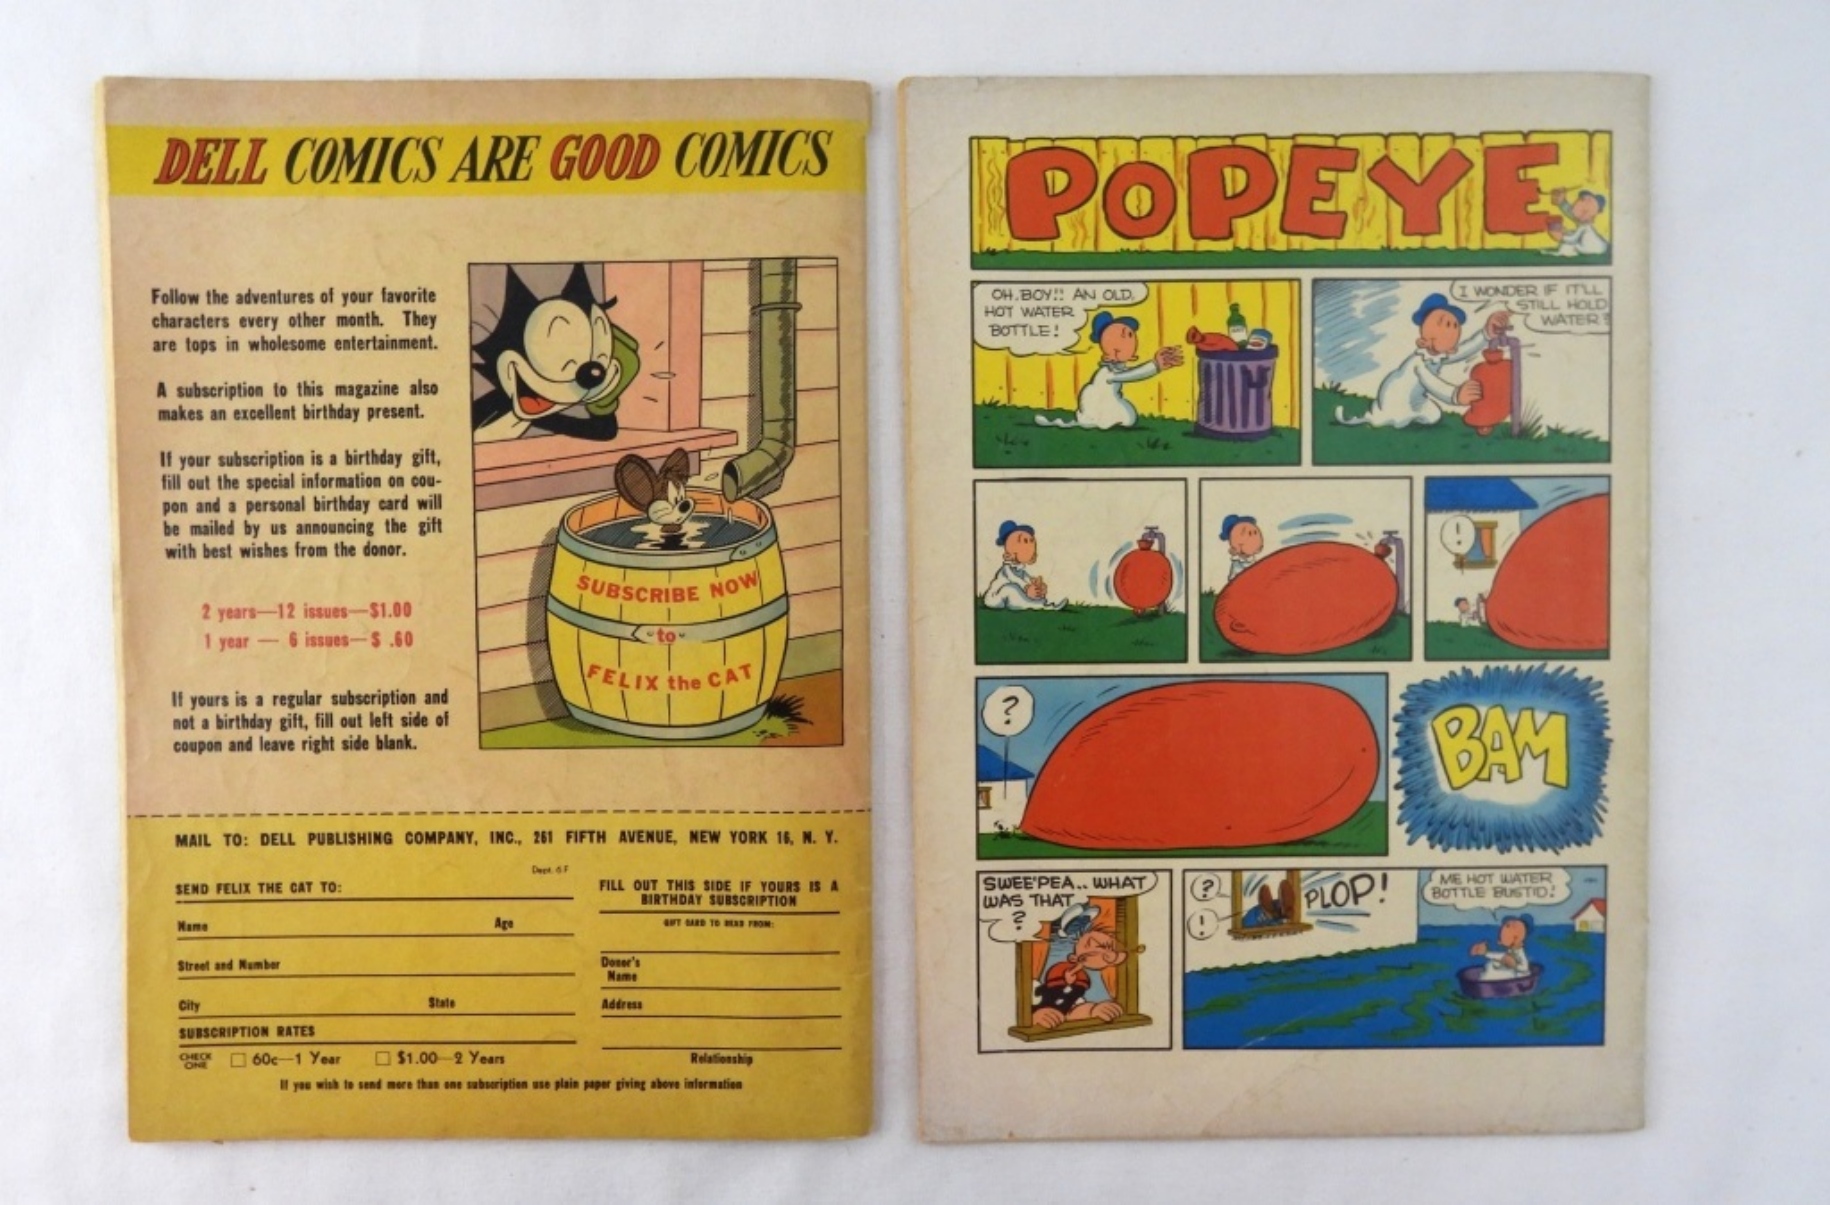 DELL COMICS ARE GOOD COMICS
Follow the adventures of your favorite
characters every other month. They
are tops in wholesome entertainment.
A subscription to this magazine also
makes an excellent birthday present.
If your subscription is a birthday gift,
fill out the special information on cou-
pon and a personal birthday card will
be mailed by us announcing the gift
with best wishes from the donor.
2 years—12 issues—$1.00
1 year — 6 issues—$ .60
If yours is a regular subscription and
not a birthday gift, fill out left side of
coupon and leave right side blank.
SUBSCRIBE NOW
to
FELIX the CAT
MAIL TO: DELL PUBLISHING COMPANY, INC., 261 FIFTH AVENUE, NEW YORK 16, N. Y.
Dept. 6 F
SEND FELIX THE CAT TO:
Name Age
Street and Number
City State
SUBSCRIPTION RATES
CHECK
ONE
60c—1 Year $1.00—2 Years
FILL OUT THIS SIDE IF YOURS IS A
BIRTHDAY SUBSCRIPTION
GIFT CARD TO READ FROM:
Donor's
Name
Address
Relationship
If you wish to send more than one subscription use plain paper giving above information
POPEYE
OH, BOY!! AN OLD,
HOT WATER
BOTTLE!
I WONDER IF IT'LL
STILL HOLD
WATER?
!
?
BAM
SWEE'PEA.. WHAT
WAS THAT
?
?
!
PLOP!
ME HOT WATER
BOTTLE BUSTID!